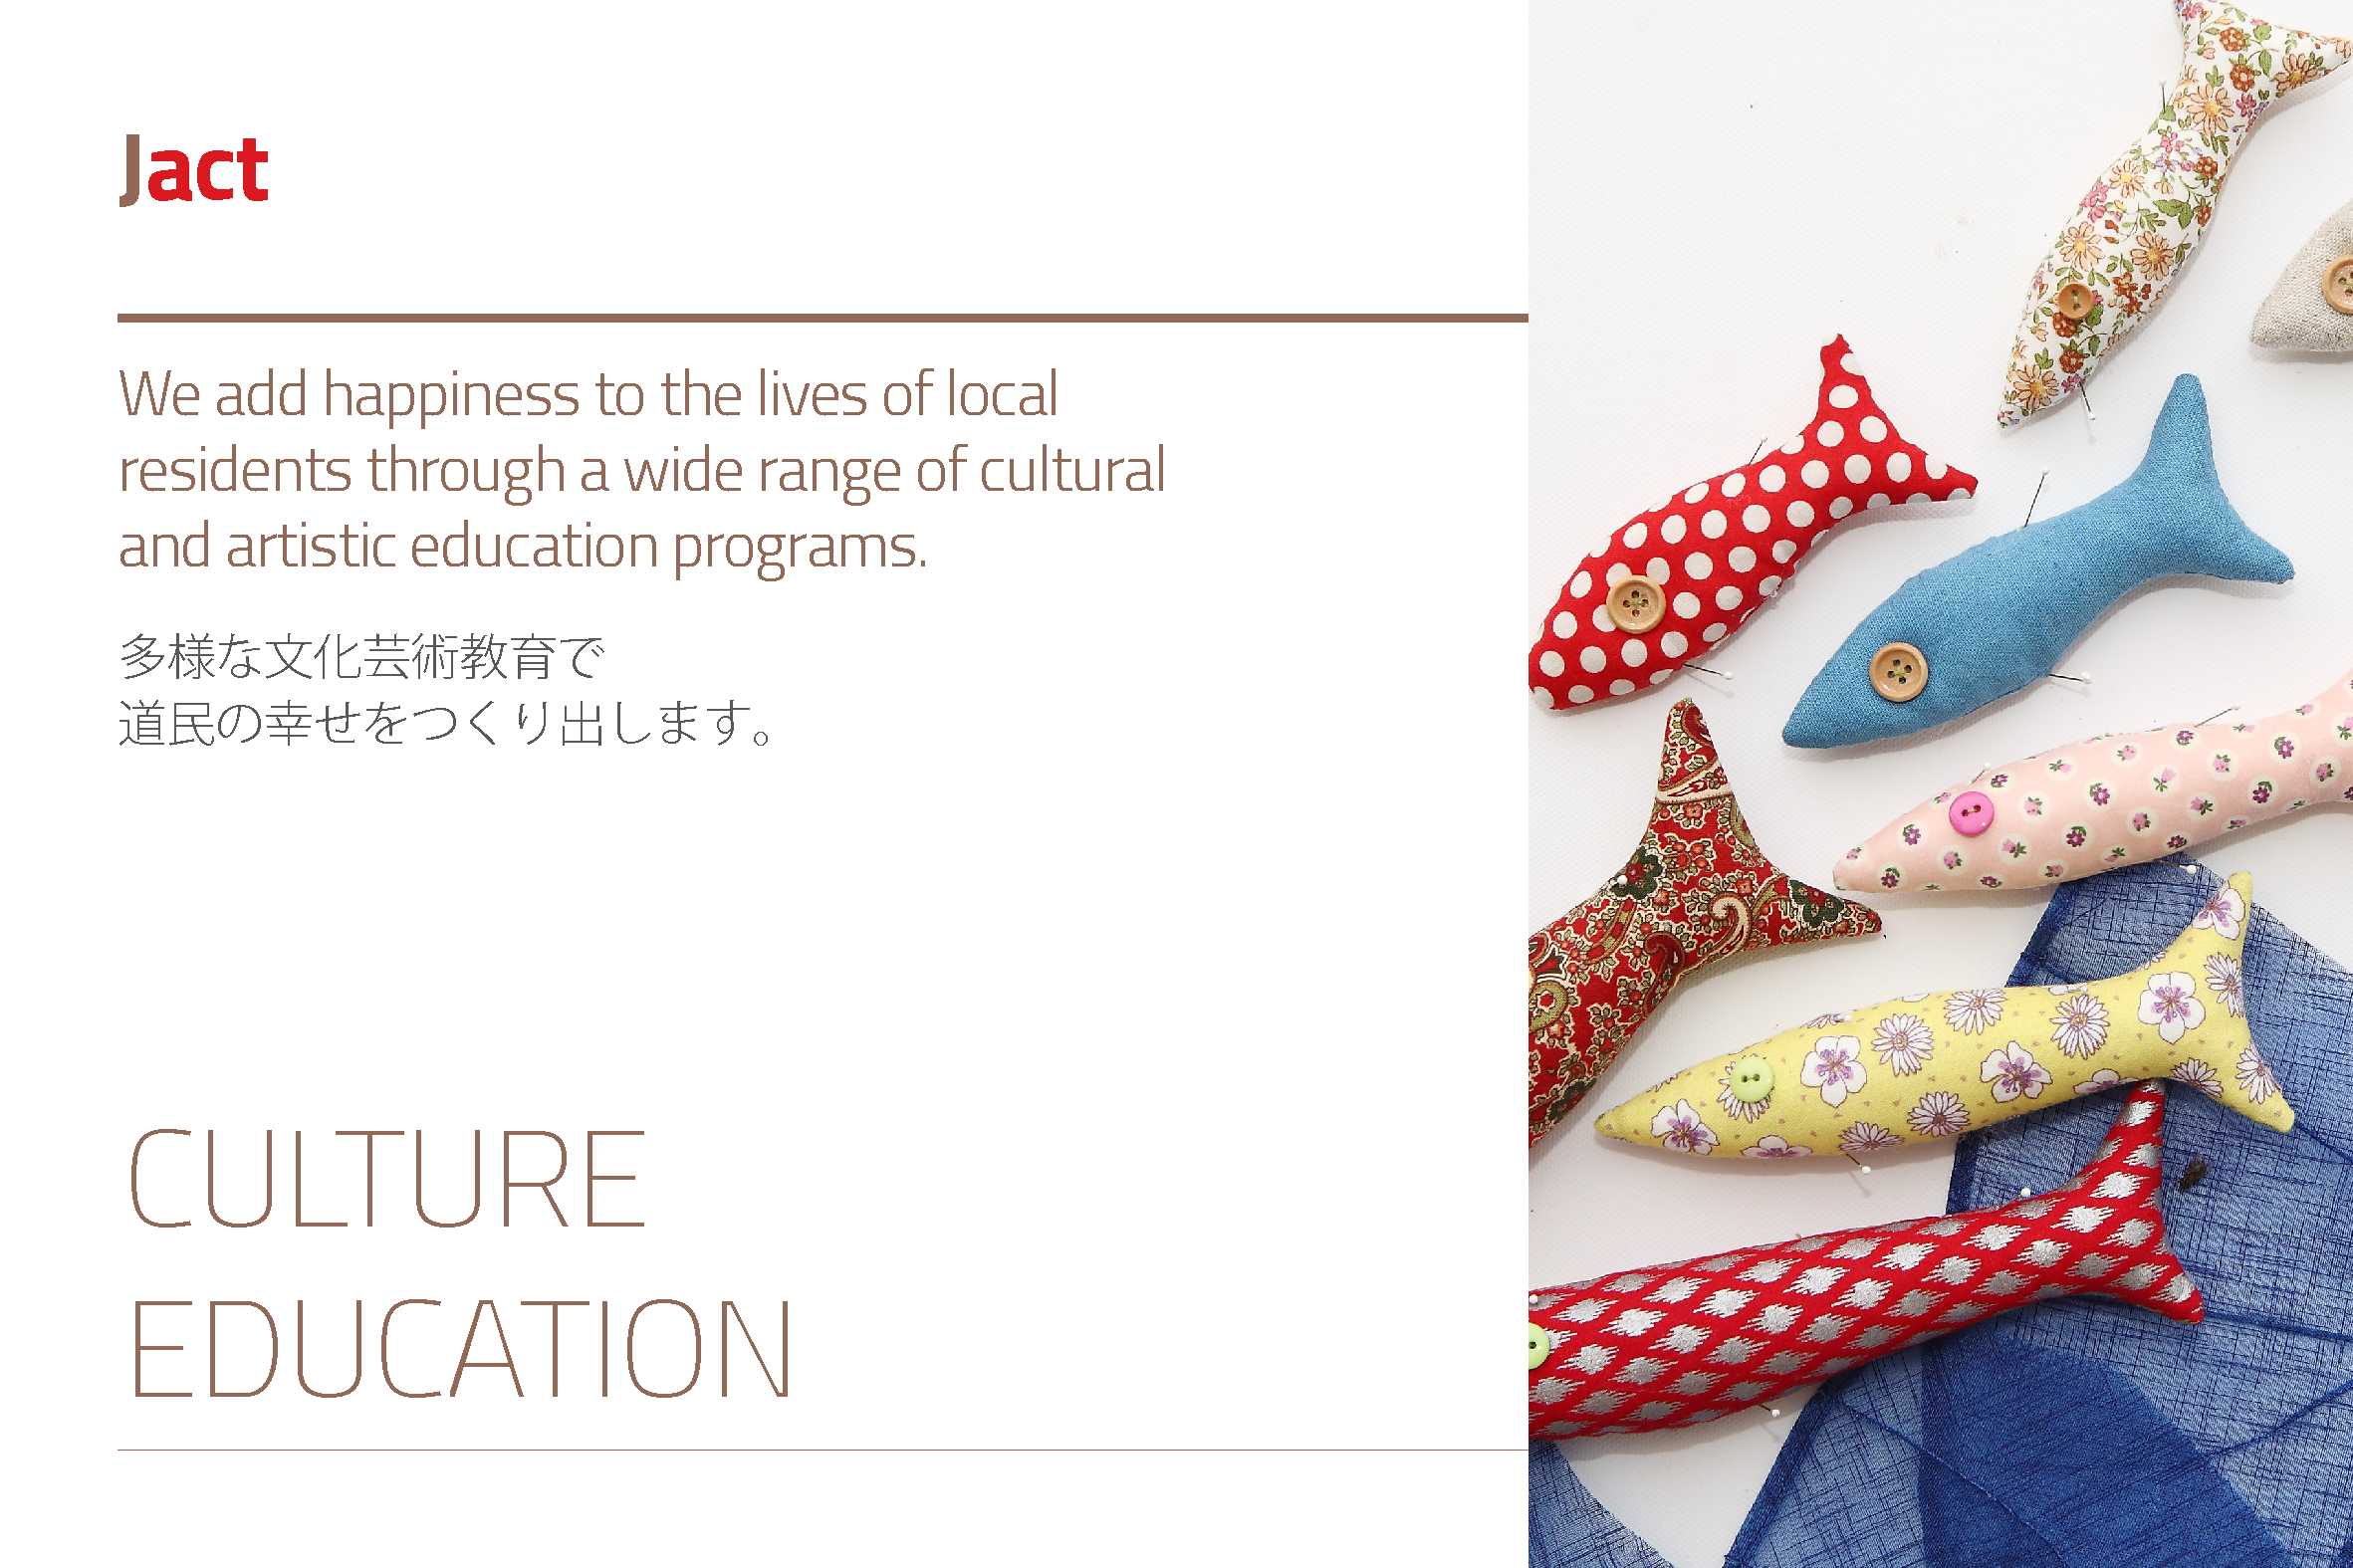 Jact
We add happiness to the lives of local
residents through a wide range of cultural
and artistic education programs.
多様な文化芸術教育で
道民の幸せをつくり出します。
CULTURE
EDUCATION